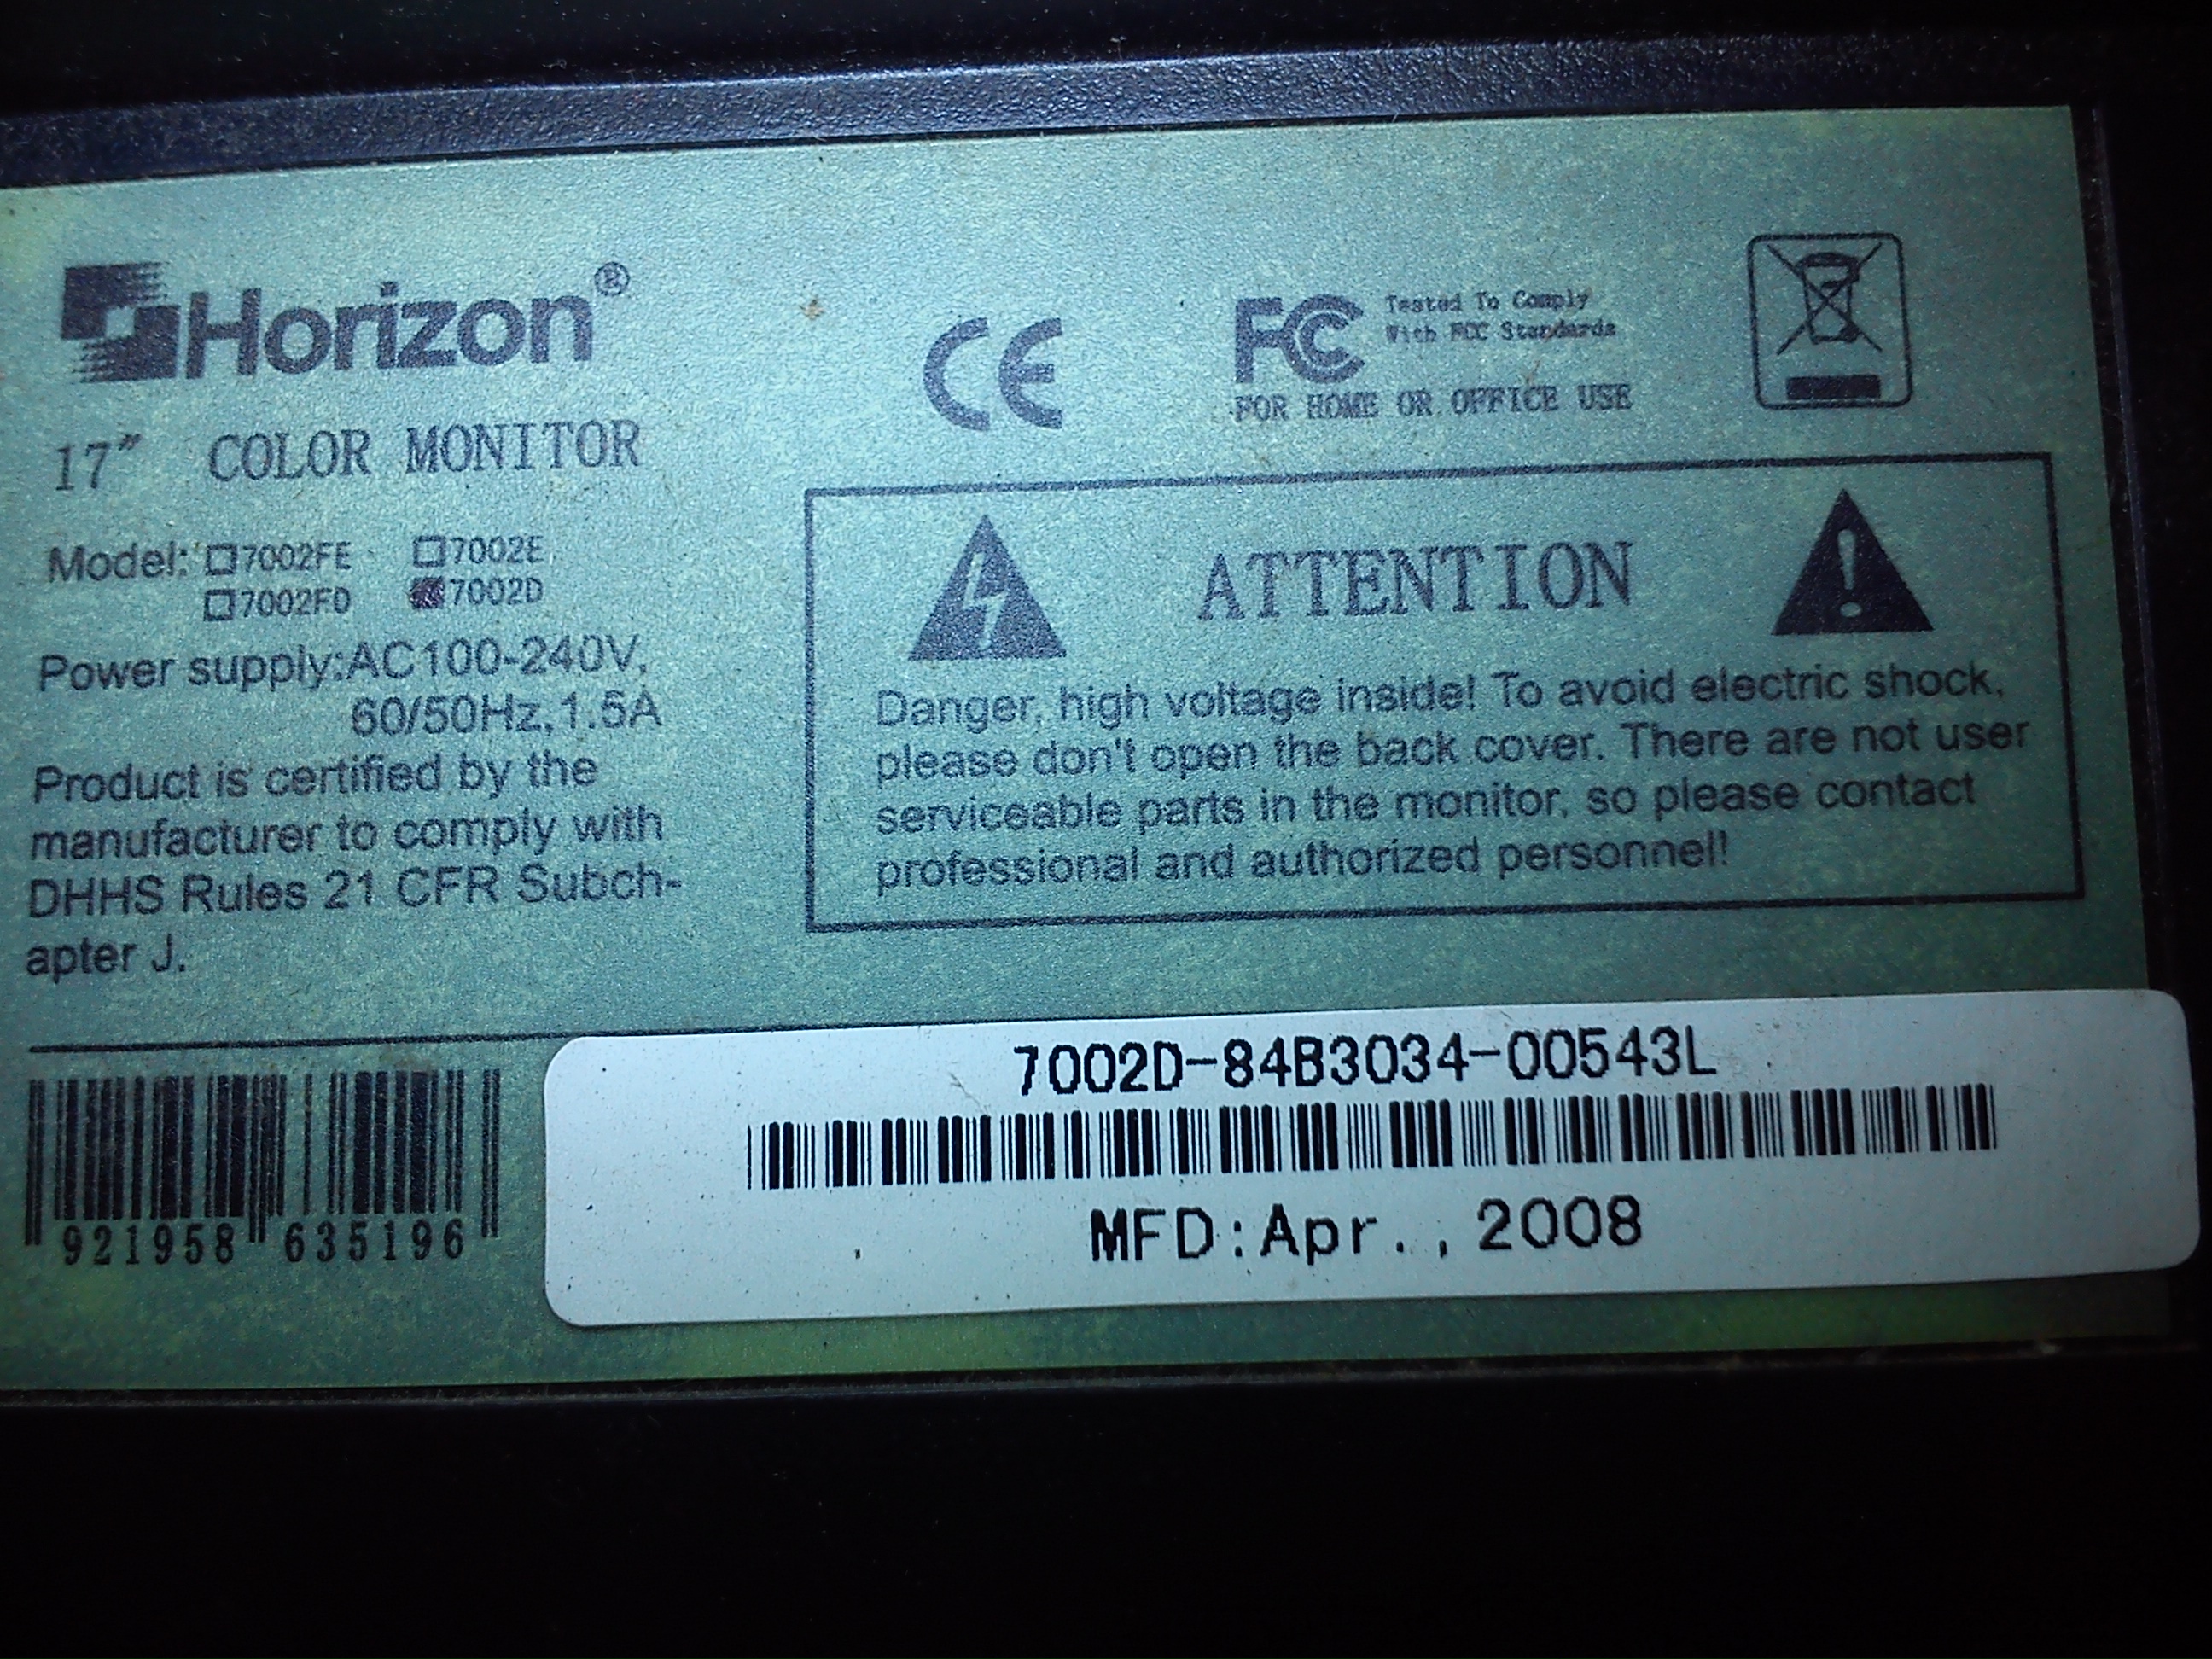 Horizon®
17" COLOR MONITOR
Model: 7002FE 7002E
7002FD 7002D
Power supply:AC100-240V,
60/50Hz,1.5A
Product is certified by the
manufacturer to comply with
DHHS Rules 21 CFR Subch-
apter J.
CE
FC Tested To Comply
With FCC Standards
FOR HOME OR OFFICE USE
ATTENTION
Danger, high voltage inside! To avoid electric shock,
please don't open the back cover. There are not user
serviceable parts in the monitor, so please contact
professional and authorized personnel!
921958 635196
7002D-84B3034-00543L
MFD:Apr.,2008